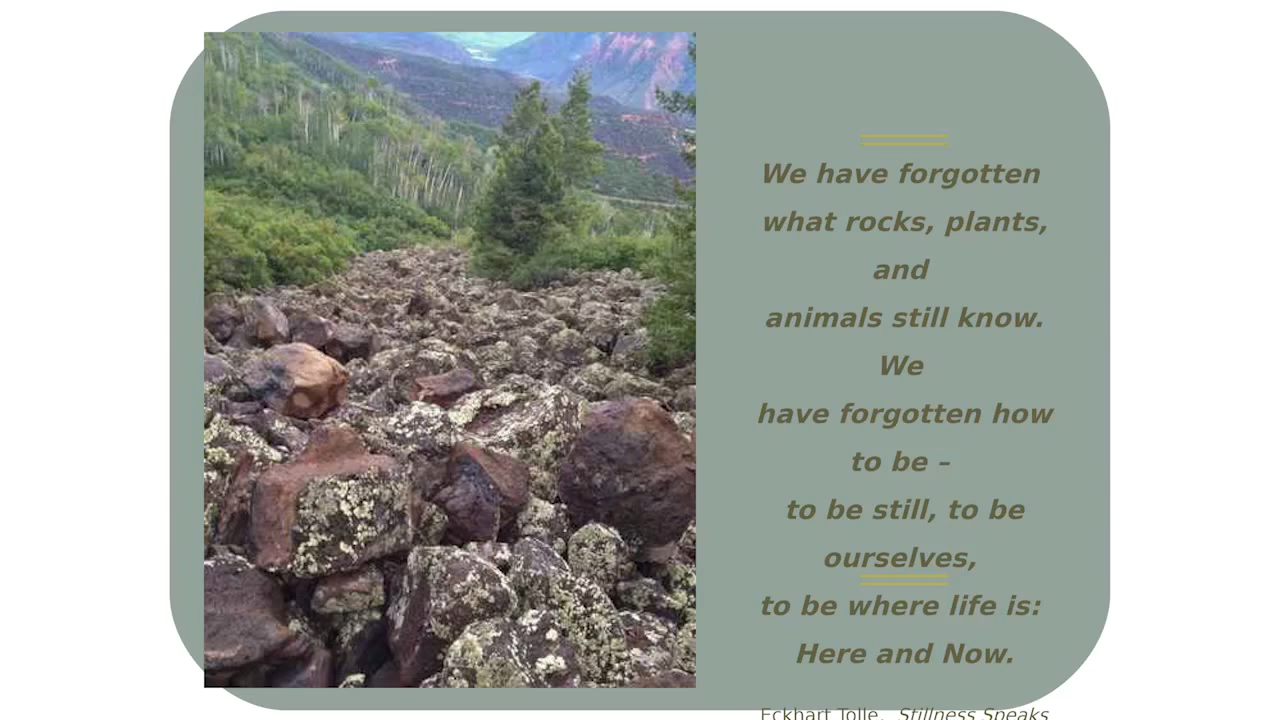 We have forgotten
what rocks, plants,
and
animals still know.
We
have forgotten how
to be –
to be still, to be
ourselves,
to be where life is:
Here and Now.
Eckhart Tolle, Stillness Speaks